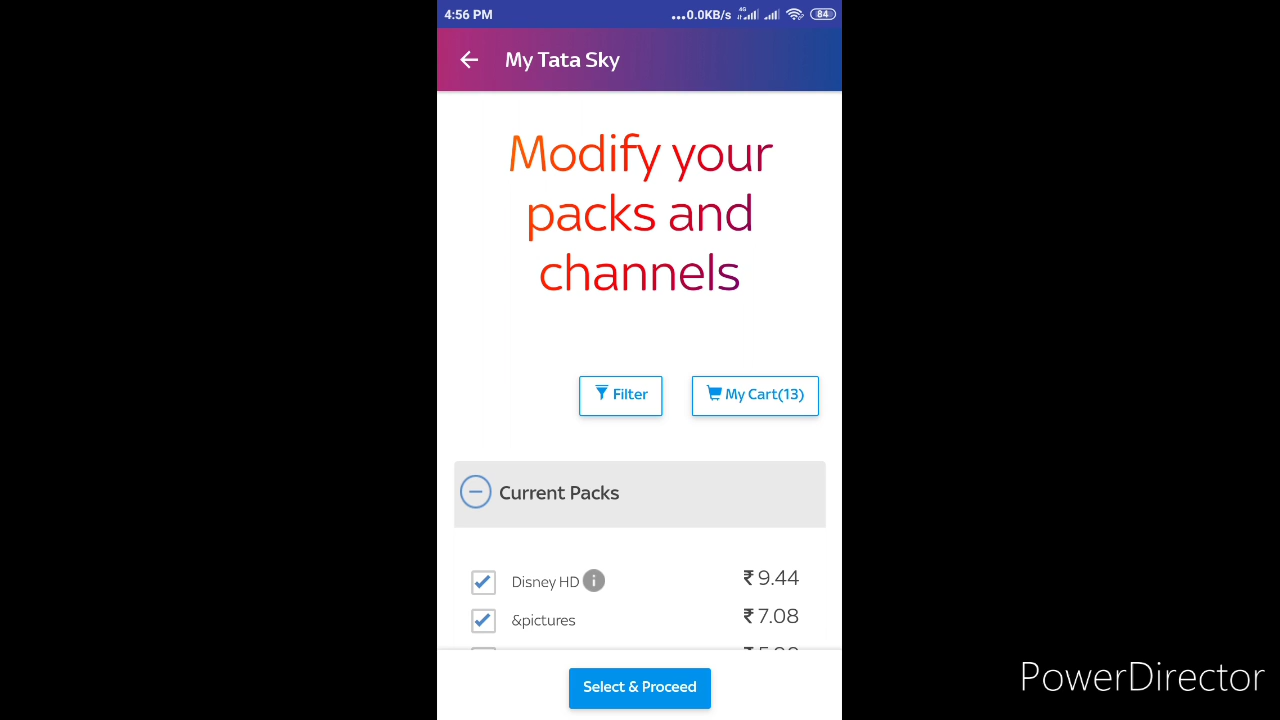 4:56 PM
...0.0KB/s 4G 84
My Tata Sky
Modify your
packs and
channels
Filter
My Cart(13)
Current Packs
Disney HD i ₹ 9.44
&pictures ₹ 7.08
Select & Proceed
PowerDirector